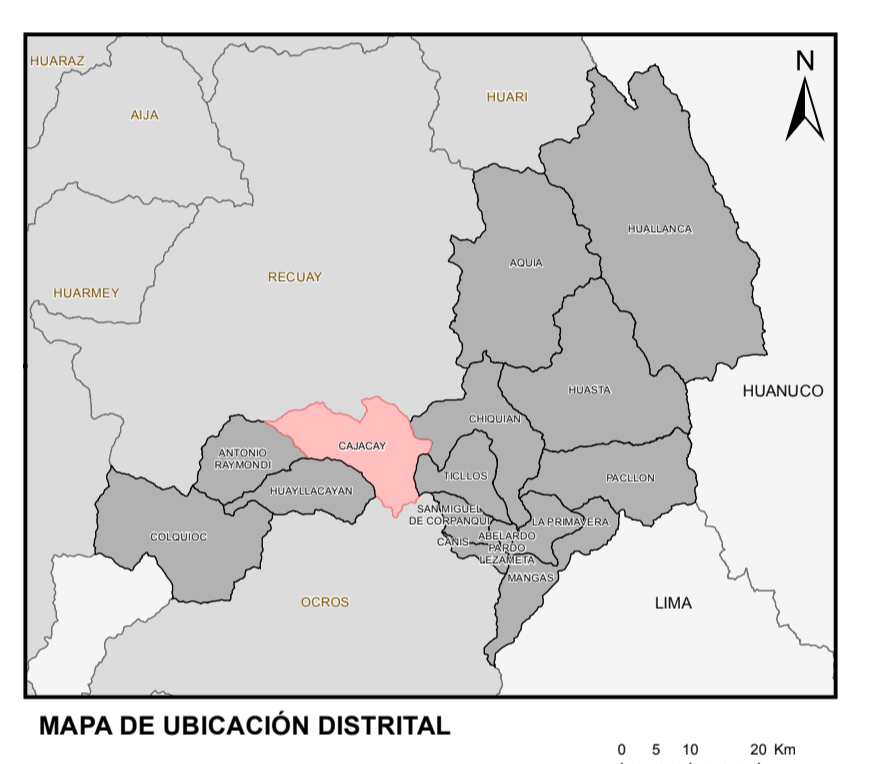 HUARAZ
N
HUARI
AIJA
HUALLANCA
AQUIA
RECUAY
HUARMEY
HUASTA
HUANUCO
CHIQUIAN
CAJACAY
ANTONIO
RAYMONDI
TICLLOS
PACLLON
HUAYLLACAYAN
SAN MIGUEL
DE CORPANQUI
LA PRIMAVERA
COLQUIOC
CANIS
ABELARDO
PARDO
LEZAMETA
MANGAS
OCROS
LIMA
MAPA DE UBICACIÓN DISTRITAL
0 5 10 20 Km